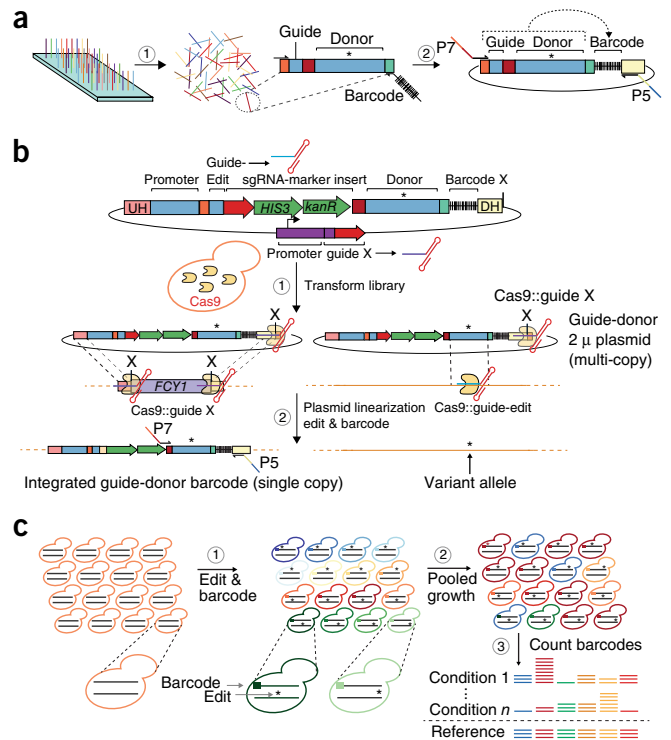 a
1
Guide
Donor
*
Barcode
2
P7
Guide
Donor
*
Barcode
P5
b
Guide-
Promoter
Edit
sgRNA-marker insert
Donor
Barcode X
*
UH
HIS3
kanR
DH
Promoter guide X
Cas9
1
Transform library
Cas9::guide X
X
*
X
*
Guide-donor
2 μ plasmid
(multi-copy)
X
X
FCY1
Cas9::guide X
Cas9::guide-edit
2
Plasmid linearization
edit & barcode
P7
*
P5
*
Integrated guide-donor barcode (single copy)
Variant allele
c
1
Edit &
barcode
2
Pooled
growth
3
Count barcodes
Barcode
Edit
*
*
Condition 1
⋮
Condition n
Reference